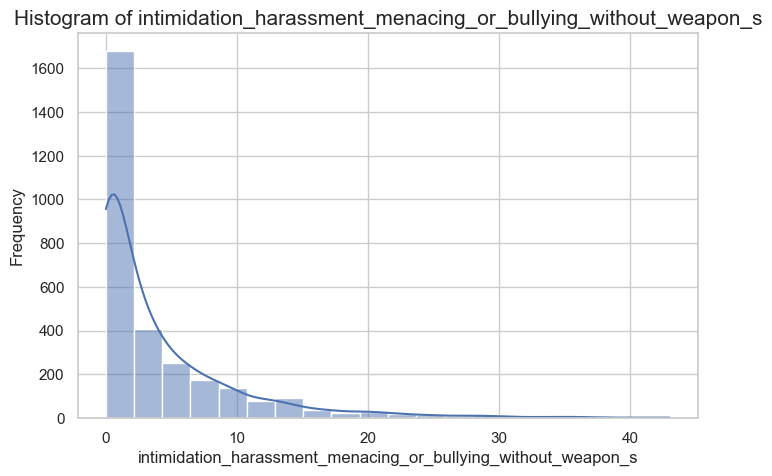 Histogram of intimidation_harassment_menacing_or_bullying_without_weapon_s
1600
1400
1200
1000
800
600
400
200
0
Frequency
0 10 20 30 40
intimidation_harassment_menacing_or_bullying_without_weapon_s